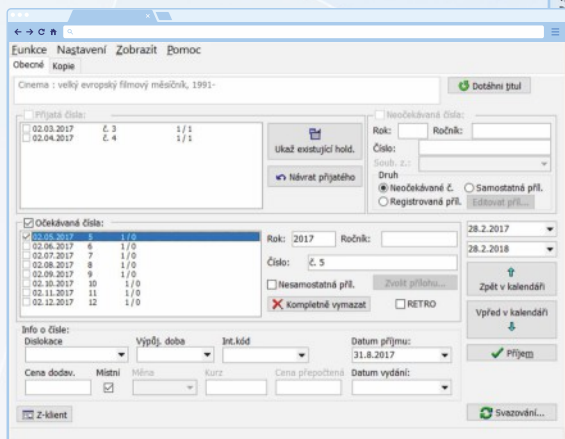 Funkce Nastavení Zobrazit Pomoc
Obecné Kopie
Cinema : velký evropský filmový měsíčník, 1991-
Dotáhni titul
Přijatá čísla:
02.03.2017 č. 3 1/1
02.04.2017 č. 4 1/1
Ukaž existující hold.
Návrat přijatého
Neočekávaná čísla:
Rok: Ročník:
Číslo:
Soub. z.:
Druh
Neočekávané č. Samostatná příl.
Registrovaná příl. Editovat příl...
Očekávaná čísla:
02.05.2017 5 1/0
02.06.2017 6 1/0
02.07.2017 7 1/0
02.08.2017 8 1/0
02.09.2017 9 1/0
02.10.2017 10 1/0
02.11.2017 11 1/0
02.12.2017 12 1/0
Rok: 2017 Ročník:
Číslo: č. 5
Nesamostatná příl. Zvolit přílohu...
Kompletně vymazat RETRO
28.2.2017
28.2.2018
Zpět v kalendáři
Vpřed v kalendáři
Příjem
Info o čísle:
Dislokace Výpůj. doba Int.kód Datum příjmu:
31.8.2017
Cena dodav. Místní Měna Kurz Cena přepočtená Datum vydání:
Z-klient
Svazování...